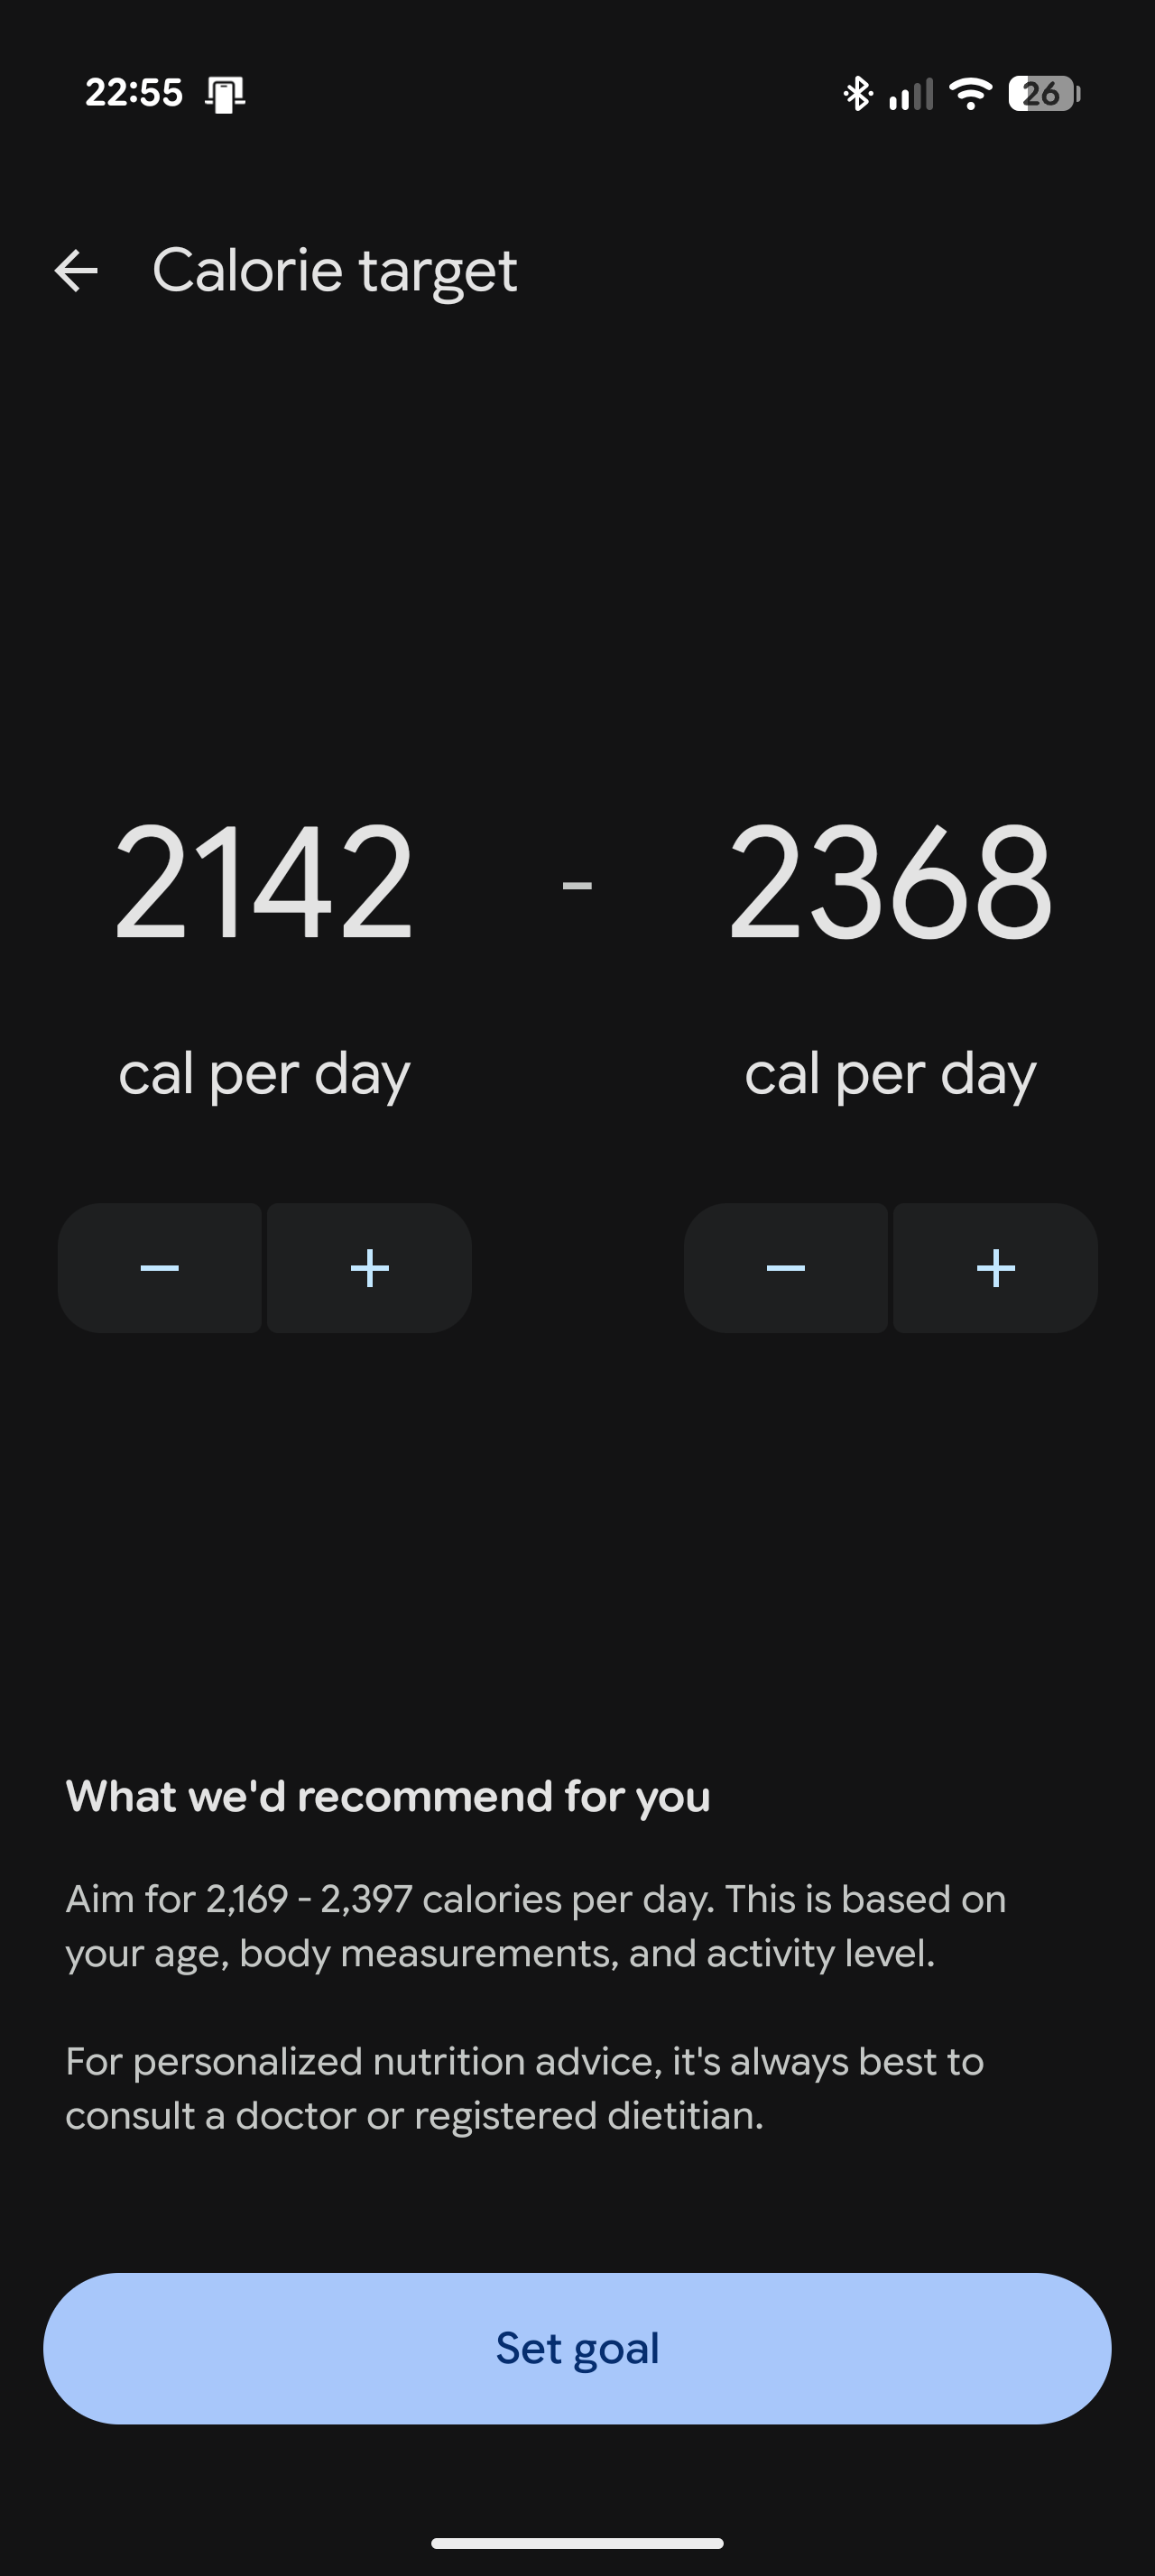 22:55
26
Calorie target
2142 - 2368
cal per day cal per day
What we'd recommend for you
Aim for 2,169 - 2,397 calories per day. This is based on
your age, body measurements, and activity level.
For personalized nutrition advice, it's always best to
consult a doctor or registered dietitian.
Set goal